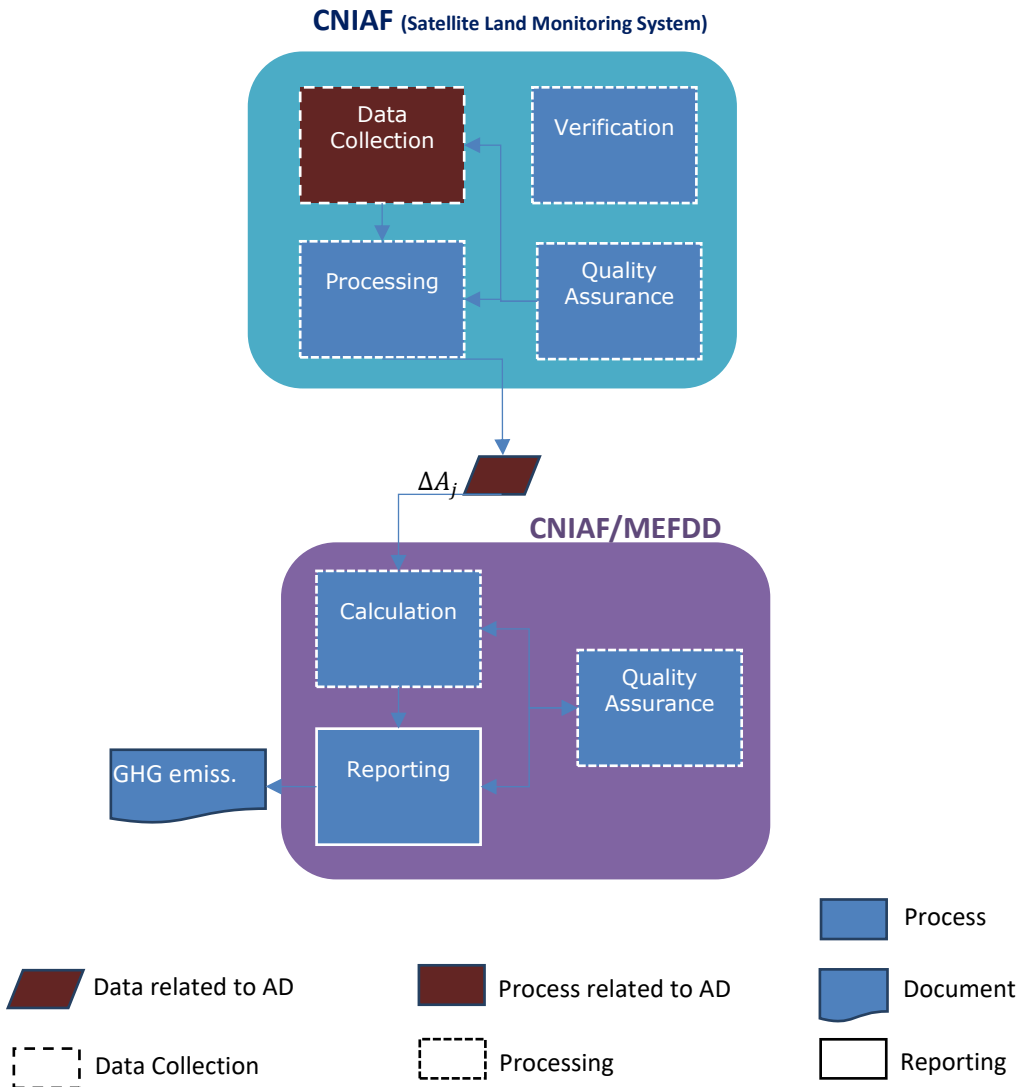 CNIAF (Satellite Land Monitoring System)
Data
Collection
Verification
Processing
Quality
Assurance
ΔA_j
CNIAF/MEFDD
Calculation
Quality
Assurance
Reporting
GHG emiss.
Process
Data related to AD
Process related to AD
Document
Data Collection
Processing
Reporting